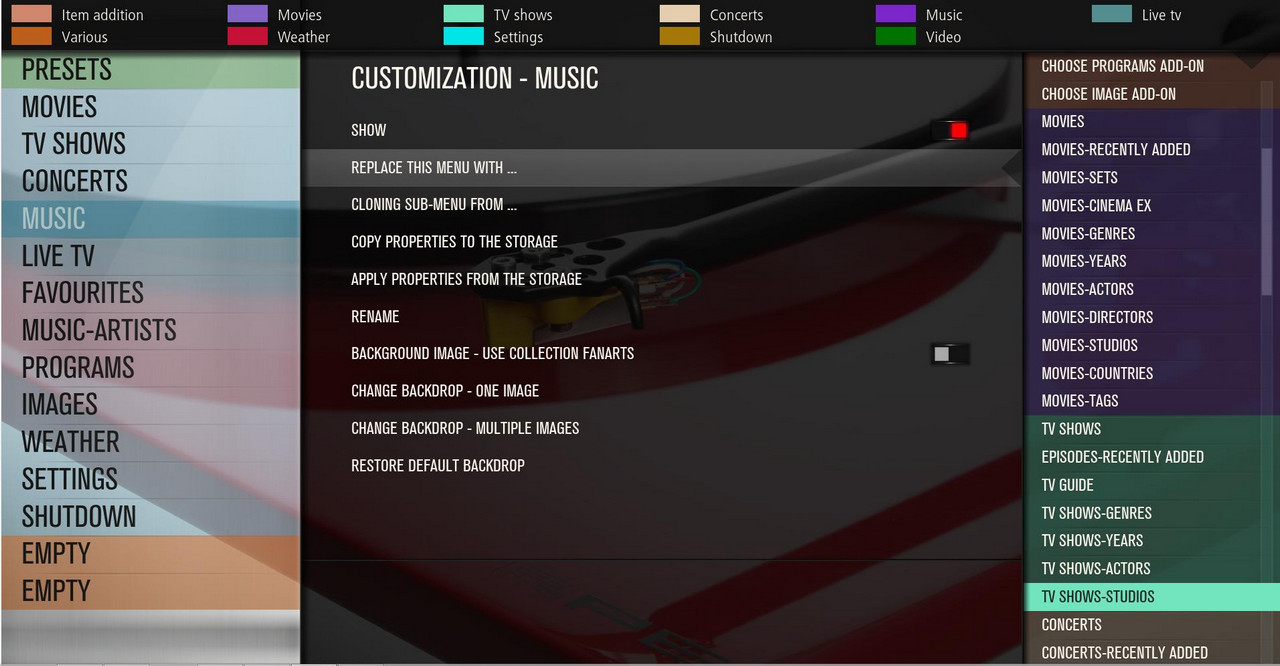 Item addition
Movies
TV shows
Concerts
Music
Live tv
Various
Weather
Settings
Shutdown
Video
PRESETS
MOVIES
TV SHOWS
CONCERTS
MUSIC
LIVE TV
FAVOURITES
MUSIC-ARTISTS
PROGRAMS
IMAGES
WEATHER
SETTINGS
SHUTDOWN
EMPTY
EMPTY
CUSTOMIZATION - MUSIC
SHOW
REPLACE THIS MENU WITH ...
CLONING SUB-MENU FROM ...
COPY PROPERTIES TO THE STORAGE
APPLY PROPERTIES FROM THE STORAGE
RENAME
BACKGROUND IMAGE - USE COLLECTION FANARTS
CHANGE BACKDROP - ONE IMAGE
CHANGE BACKDROP - MULTIPLE IMAGES
RESTORE DEFAULT BACKDROP
CHOOSE PROGRAMS ADD-ON
CHOOSE IMAGE ADD-ON
MOVIES
MOVIES-RECENTLY ADDED
MOVIES-SETS
MOVIES-CINEMA EX
MOVIES-GENRES
MOVIES-YEARS
MOVIES-ACTORS
MOVIES-DIRECTORS
MOVIES-STUDIOS
MOVIES-COUNTRIES
MOVIES-TAGS
TV SHOWS
EPISODES-RECENTLY ADDED
TV GUIDE
TV SHOWS-GENRES
TV SHOWS-YEARS
TV SHOWS-ACTORS
TV SHOWS-STUDIOS
CONCERTS
CONCERTS-RECENTLY ADDED